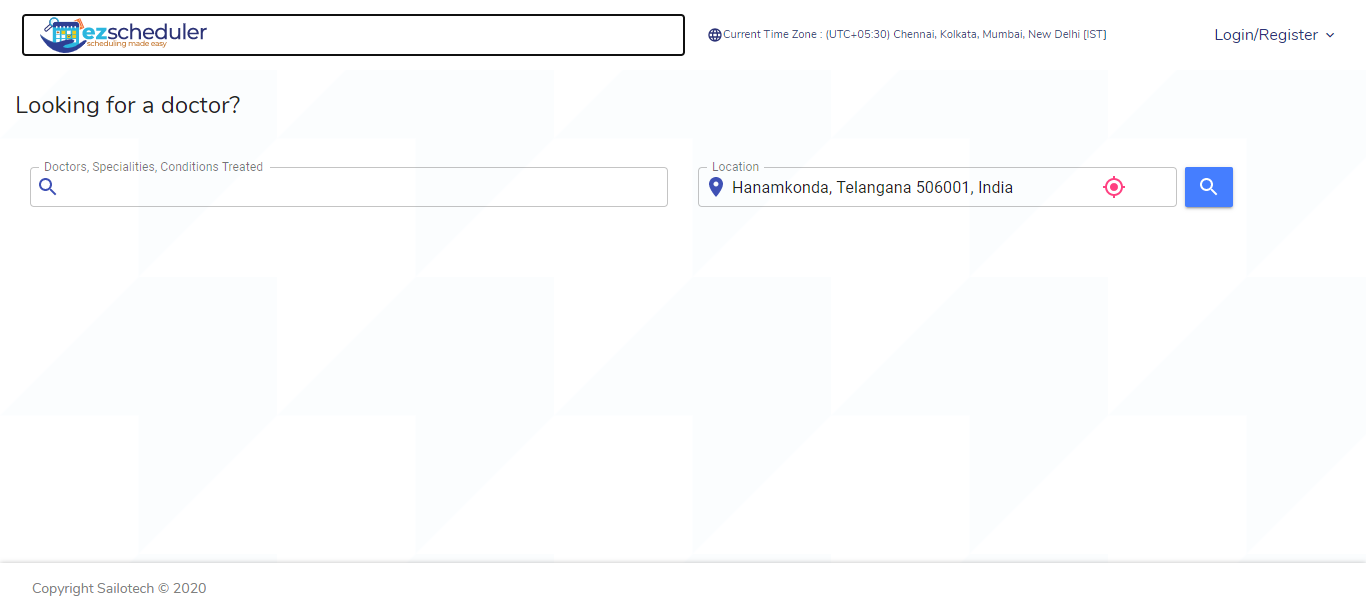 ezscheduler
scheduling made easy
Current Time Zone : (UTC+05:30) Chennai, Kolkata, Mumbai, New Delhi [IST]
Login/Register
Looking for a doctor?
Doctors, Specialities, Conditions Treated
Location
Hanamkonda, Telangana 506001, India
Copyright Sailotech © 2020